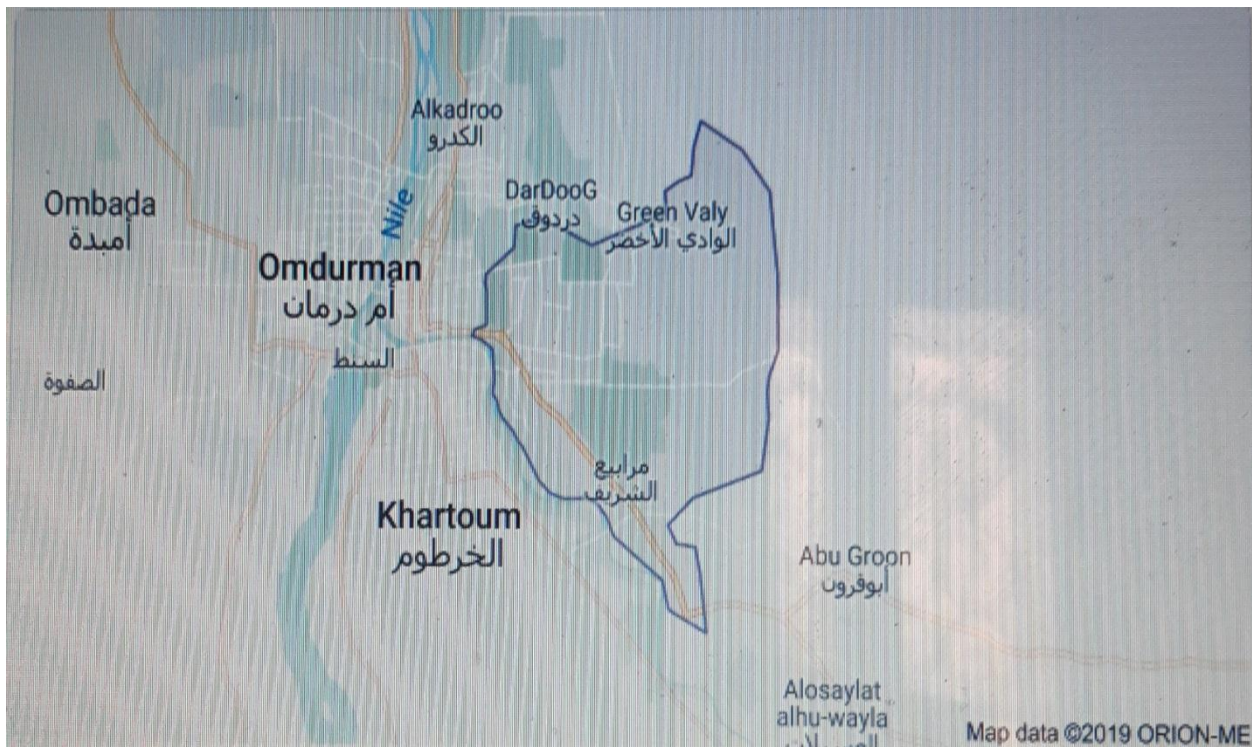 Alkadroo
الكدرو
Ombada
أمبدة
DarDooG
دردوق
Green Valy
الوادي الأخضر
Nile
Omdurman
أم درمان
السنط
الصفوة
مرابيع
الشريف
Khartoum
الخرطوم
Abu Groon
أبوقرون
Alosaylat
alhu-wayla
Map data ©2019 ORION-ME